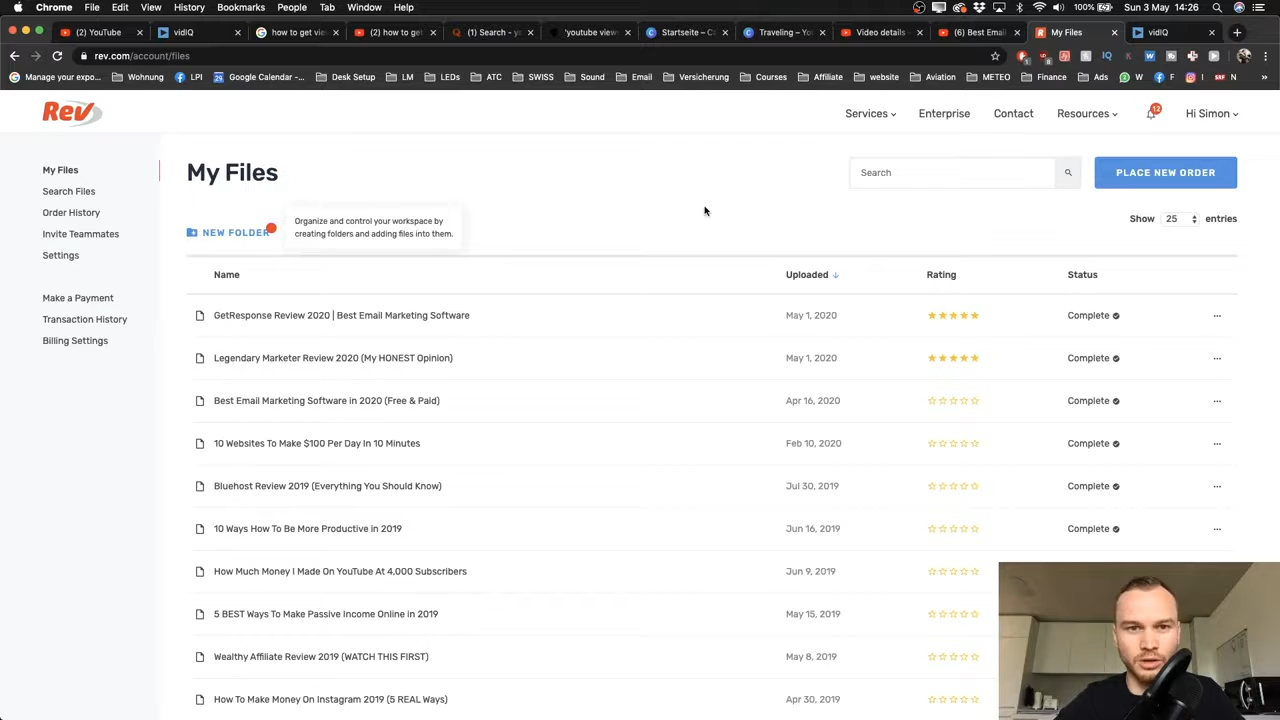 Chrome File Edit View History Bookmarks People Tab Window Help 100% Sun 3 May 14:26
(2) YouTube vidIQ how to get vie (2) how to get (1) Search - ya 'youtube view Startseite - Ca Traveling - Yo Video details (6) Best Email My Files vidIQ
rev.com/account/files
Manage your expo... Wohnung LPI Google Calendar -... Desk Setup LM LEDS ATC SWISS Sound Email Versicherung Courses Affiliate website Aviation METEO Finance Ads
Rev Services Enterprise Contact Resources 12 Hi Simon
My Files
Search Files
Order History
Invite Teammates
Settings
Make a Payment
Transaction History
Billing Settings
My Files
Search
PLACE NEW ORDER
NEW FOLDER
Organize and control your workspace by
creating folders and adding files into them.
Show 25 entries
Name Uploaded Rating Status
GetResponse Review 2020 | Best Email Marketing Software May 1, 2020 Complete
Legendary Marketer Review 2020 (My HONEST Opinion) May 1, 2020 Complete
Best Email Marketing Software in 2020 (Free & Paid) Apr 16, 2020 Complete
10 Websites To Make $100 Per Day In 10 Minutes Feb 10, 2020 Complete
Bluehost Review 2019 (Everything You Should Know) Jul 30, 2019 Complete
10 Ways How To Be More Productive in 2019 Jun 16, 2019 Complete
How Much Money I Made On YouTube At 4,000 Subscribers Jun 9, 2019
5 BEST Ways To Make Passive Income Online in 2019 May 15, 2019
Wealthy Affiliate Review 2019 (WATCH THIS FIRST) May 8, 2019
How To Make Money On Instagram 2019 (5 REAL Ways) Apr 30, 2019